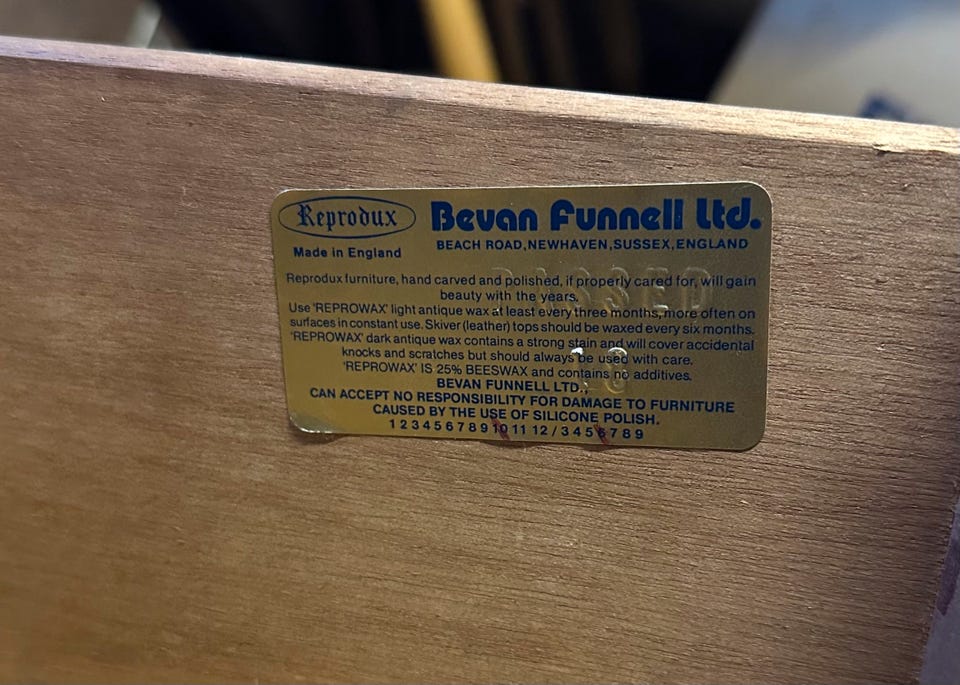 Reprodux
Bevan Funnell Ltd.
Made in England
BEACH ROAD, NEWHAVEN, SUSSEX, ENGLAND
PASSED
Reprodux furniture, hand carved and polished, if properly cared for, will gain
beauty with the years.
Use 'REPROWAX' light antique wax at least every three months, more often on
surfaces in constant use. Skiver (leather) tops should be waxed every six months.
'REPROWAX' dark antique wax contains a strong stain and will cover accidental
knocks and scratches but should always be used with care.
'REPROWAX' IS 25% BEESWAX and contains no additives.
BEVAN FUNNELL LTD.,
CAN ACCEPT NO RESPONSIBILITY FOR DAMAGE TO FURNITURE
CAUSED BY THE USE OF SILICONE POLISH.
1 2 3 4 5 6 7 8 9 10 11 12 / 3 4 5 6 7 8 9